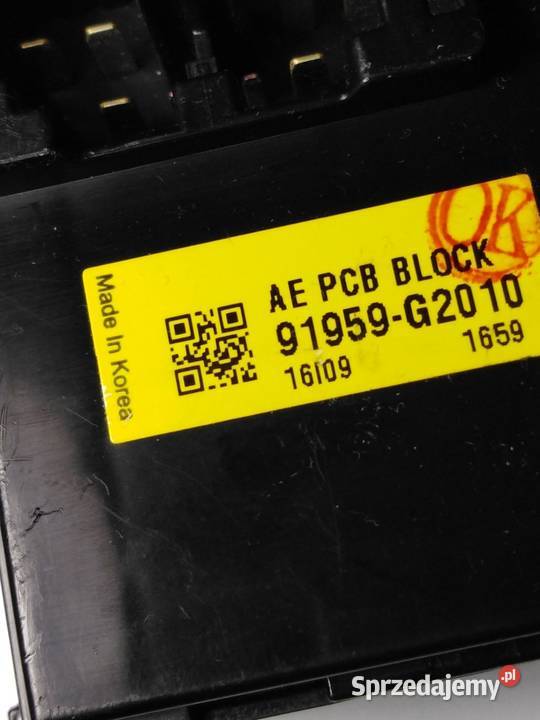 OK
Made In Korea
AE PCB BLOCK
91959-G2010
16I09 1659
Sprzedajemy.pl